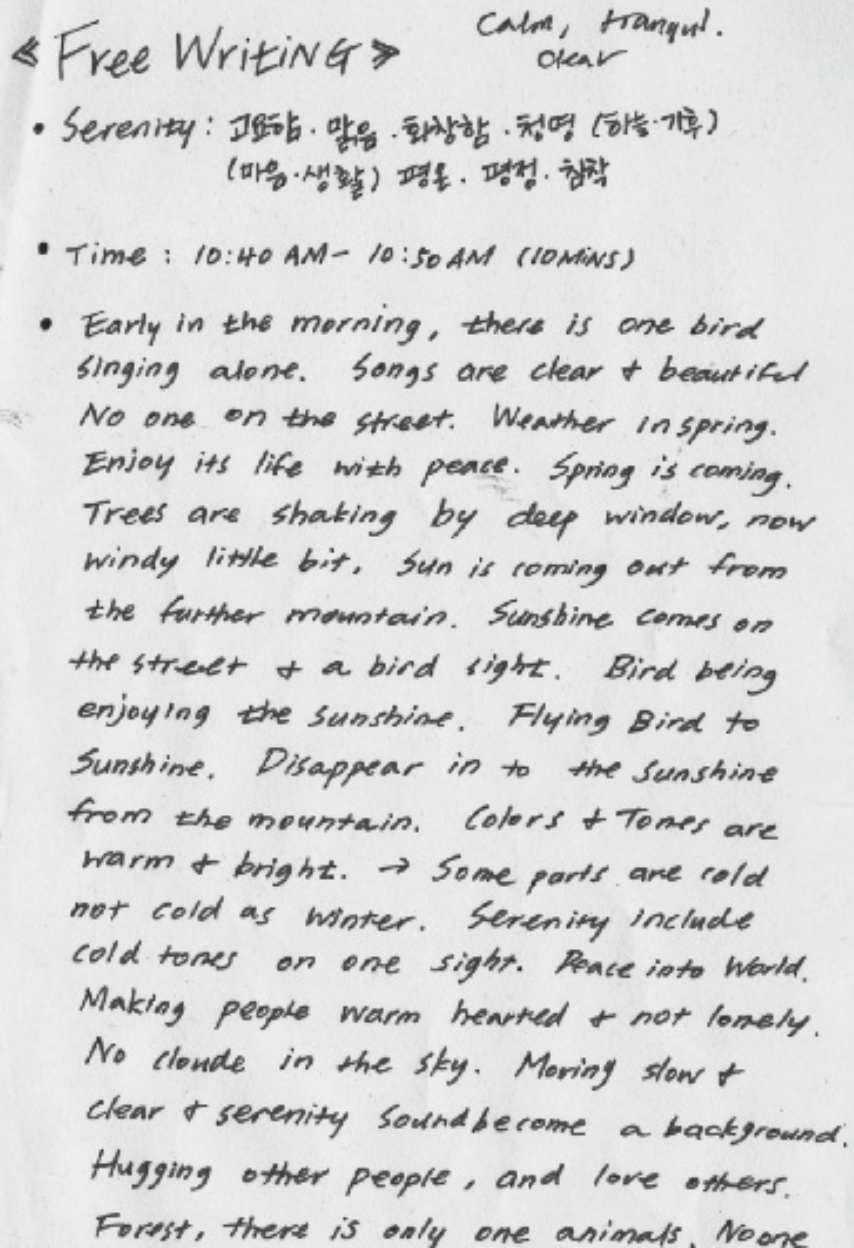 Calm, tranquil.
clear
《Free WRiTiNG》
• Serenity : 고요함 · 맑음 · 화창함 · 청명 (하늘·기후)
(마음·생활) 평온 · 평정 · 침착
• Time : 10:40 AM - 10:50 AM (10MiNS)
• Early in the morning, there is one bird
singing alone. Songs are clear & beautiful
No one on the street. Weather in spring.
Enjoy its life with peace. Spring is coming.
Trees are shaking by deep window, now
windy little bit. Sun is coming out from
the further mountain. Sunshine comes on
the street & a bird sight. Bird being
enjoying the sunshine. Flying Bird to
Sunshine. Disappear in to the sunshine
from the mountain. Colors & Tones are
warm & bright. → Some parts are cold
not cold as winter. Serenity include
cold tones on one sight. Peace into World.
Making people warm hearted & not lonely.
No cloude in the sky. Moving slow &
clear & serenity sound become a background.
Hugging other people, and love others.
Forest, there is only one animals. No one